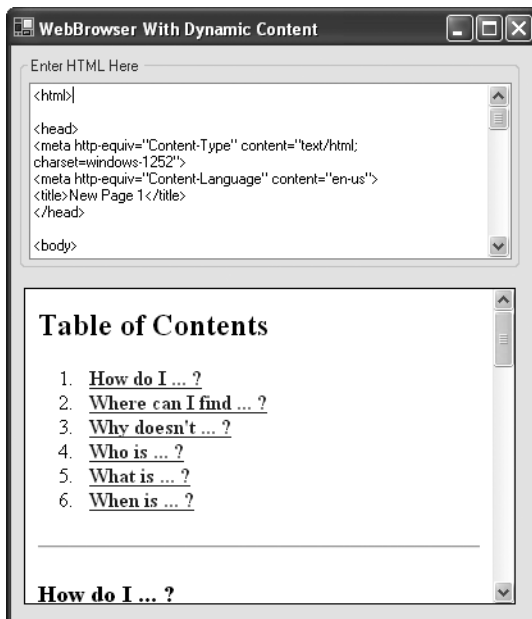 WebBrowser With Dynamic Content
Enter HTML Here
<html>
<head>
<meta http-equiv="Content-Type" content="text/html;
charset=windows-1252">
<meta http-equiv="Content-Language" content="en-us">
<title>New Page 1</title>
</head>
<body>
Table of Contents
1. How do I ... ?
2. Where can I find ... ?
3. Why doesn't ... ?
4. Who is ... ?
5. What is ... ?
6. When is ... ?
How do I ... ?